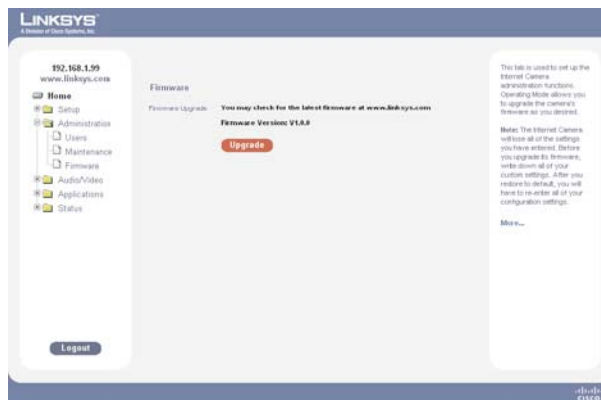 LINKSYS
A Division of Cisco Systems, Inc.
192.168.1.99
www.linksys.com
Home
Setup
Administration
Users
Maintenance
Firmware
Audio/Video
Applications
Status
Logout
Firmware
Firmware Upgrade
You may check for the latest firmware at www.linksys.com
Firmware Version: V1.0.0
Upgrade
This tab is used to set up the
Internet Camera
administration functions.
Operating Mode allows you
to upgrade the camera's
firmware as you desired.
Note: The Internet Camera
will lose all of the settings
you have entered. Before
you upgrade its firmware,
write down all of your
custom settings. After you
restore to default, you will
have to re-enter all of your
configuration settings.
More...
CISCO